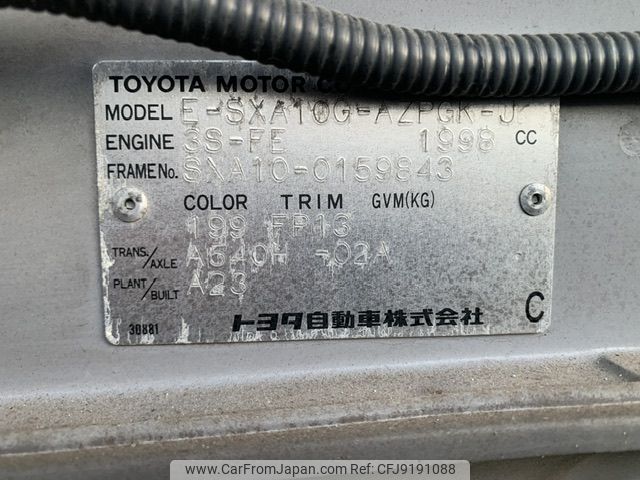 TOYOTA MOTOR
MODEL E-SXA10G-AZPGK-J
ENGINE 3S-FE 1998 CC
FRAME No. SXA10-0159843
COLOR TRIM GVM(KG)
199 FP13
TRANS./AXLE A540H -02A
PLANT/BUILT A23
30881
トヨタ自動車株式会社 C
www.CarFromJapan.com | Ref No: CFJ9191088